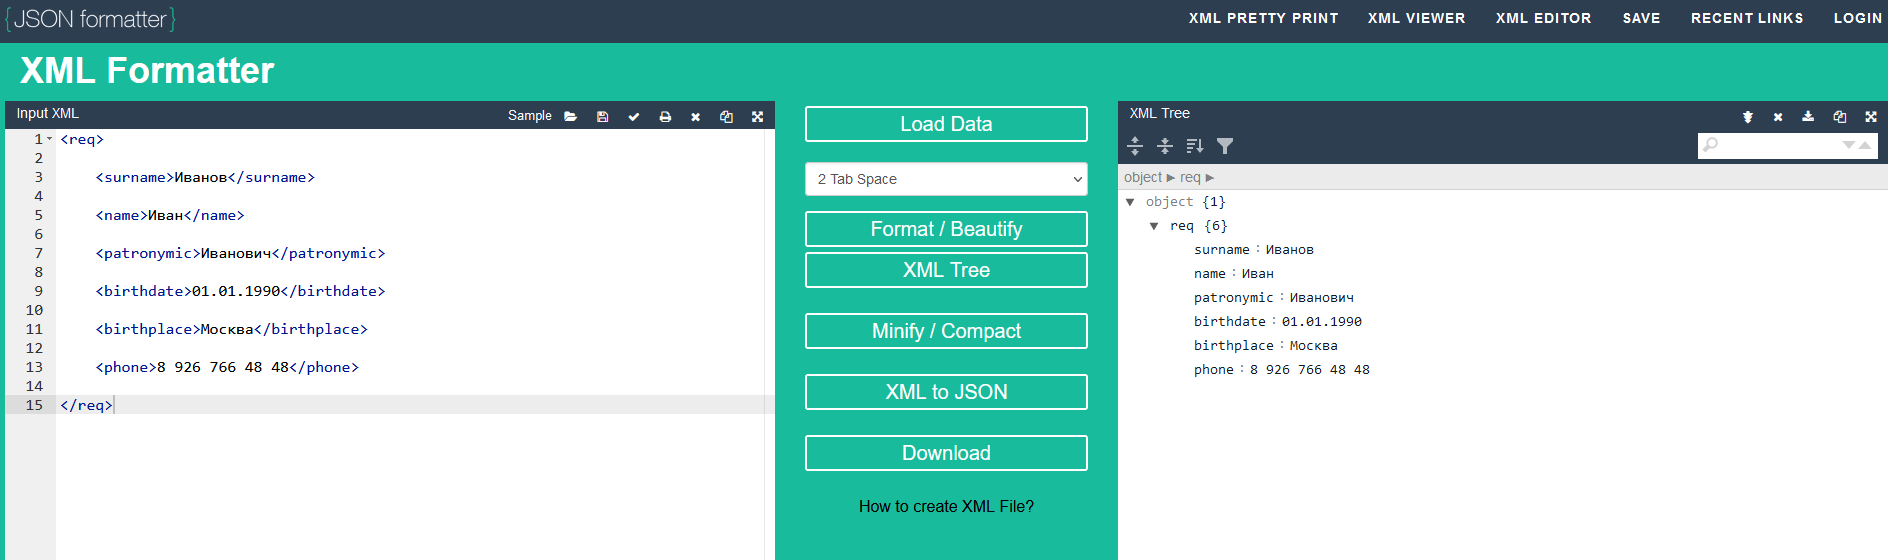 {JSON formatter}
XML PRETTY PRINT XML VIEWER XML EDITOR SAVE RECENT LINKS LOGIN
XML Formatter
Input XML Sample
1 <req>
2
3 <surname>Иванов</surname>
4
5 <name>Иван</name>
6
7 <patronymic>Иванович</patronymic>
8
9 <birthdate>01.01.1990</birthdate>
10
11 <birthplace>Москва</birthplace>
12
13 <phone>8 926 766 48 48</phone>
14
15 </req>
Load Data
2 Tab Space
Format / Beautify
XML Tree
Minify / Compact
XML to JSON
Download
How to create XML File?
XML Tree
object ► req ►
object {1}
req {6}
surname : Иванов
name : Иван
patronymic : Иванович
birthdate : 01.01.1990
birthplace : Москва
phone : 8 926 766 48 48